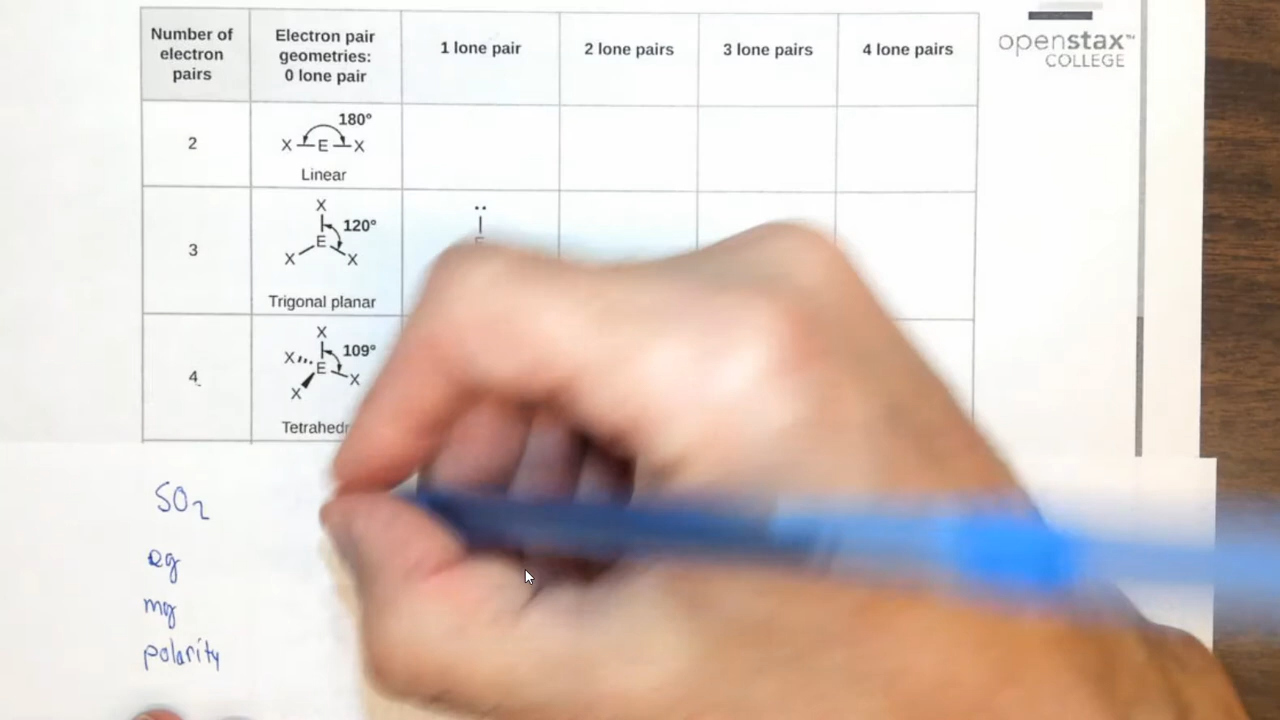 Number of
electron
pairs
Electron pair
geometries:
0 lone pair
1 lone pair
2 lone pairs
3 lone pairs
4 lone pairs
openstax™
COLLEGE
2
180°
X E X
Linear
3
X
120°
E
X X
Trigonal planar
4
X
X 109°
E
X
X
SO2
eg
mg
polarity